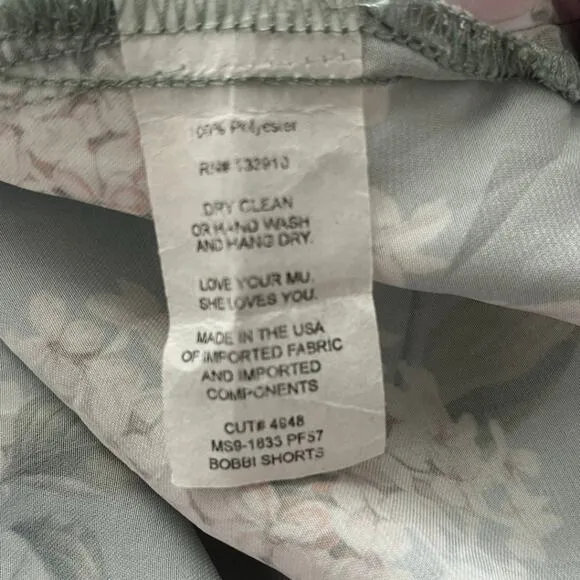 100% Polyester
RN# 132910
DRY CLEAN
OR HAND WASH
AND HANG DRY.
LOVE YOUR MU.
SHE LOVES YOU.
MADE IN THE USA
OF IMPORTED FABRIC
AND IMPORTED
COMPONENTS
CUT# 4948
MS9-1833 PF57
BOBBI SHORTS